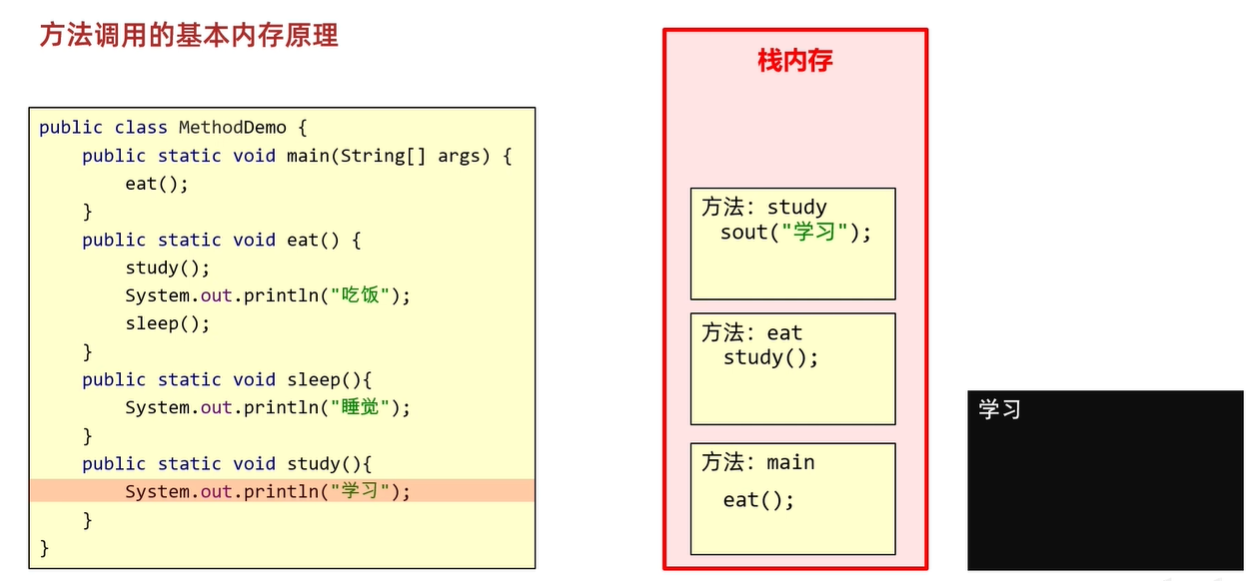 方法调用的基本内存原理
public class MethodDemo {
    public static void main(String[] args) {
        eat();
    }
    public static void eat() {
        study();
        System.out.println("吃饭");
        sleep();
    }
    public static void sleep(){
        System.out.println("睡觉");
    }
    public static void study(){
        System.out.println("学习");
    }
}
栈内存
方法: study
sout("学习");
方法: eat
study();
方法: main
eat();
学习